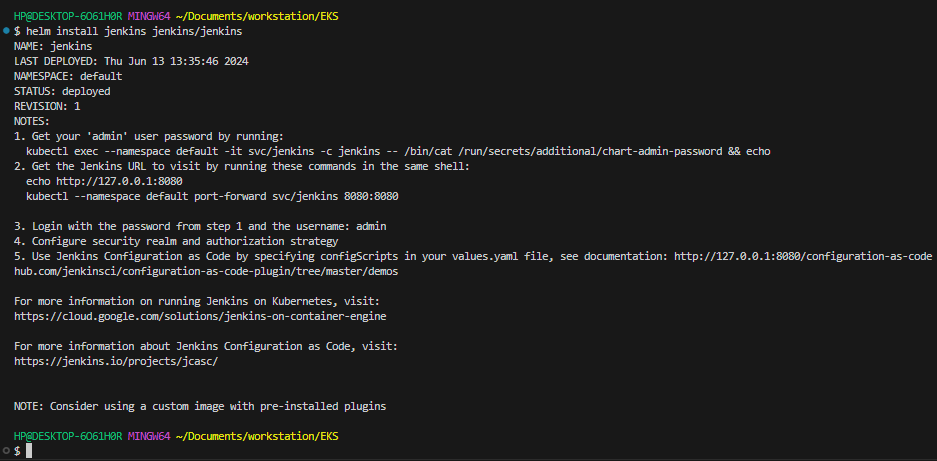 HP@DESKTOP-6O61H0R MINGW64 ~/Documents/workstation/EKS
$ helm install jenkins jenkins/jenkins
NAME: jenkins
LAST DEPLOYED: Thu Jun 13 13:35:46 2024
NAMESPACE: default
STATUS: deployed
REVISION: 1
NOTES:
1. Get your 'admin' user password by running:
  kubectl exec --namespace default -it svc/jenkins -c jenkins -- /bin/cat /run/secrets/additional/chart-admin-password && echo
2. Get the Jenkins URL to visit by running these commands in the same shell:
  echo http://127.0.0.1:8080
  kubectl --namespace default port-forward svc/jenkins 8080:8080
3. Login with the password from step 1 and the username: admin
4. Configure security realm and authorization strategy
5. Use Jenkins Configuration as Code by specifying configScripts in your values.yaml file, see documentation: http://127.0.0.1:8080/configuration-as-code
hub.com/jenkinsci/configuration-as-code-plugin/tree/master/demos
For more information on running Jenkins on Kubernetes, visit:
https://cloud.google.com/solutions/jenkins-on-container-engine
For more information about Jenkins Configuration as Code, visit:
https://jenkins.io/projects/jcasc/
NOTE: Consider using a custom image with pre-installed plugins
HP@DESKTOP-6O61H0R MINGW64 ~/Documents/workstation/EKS
$